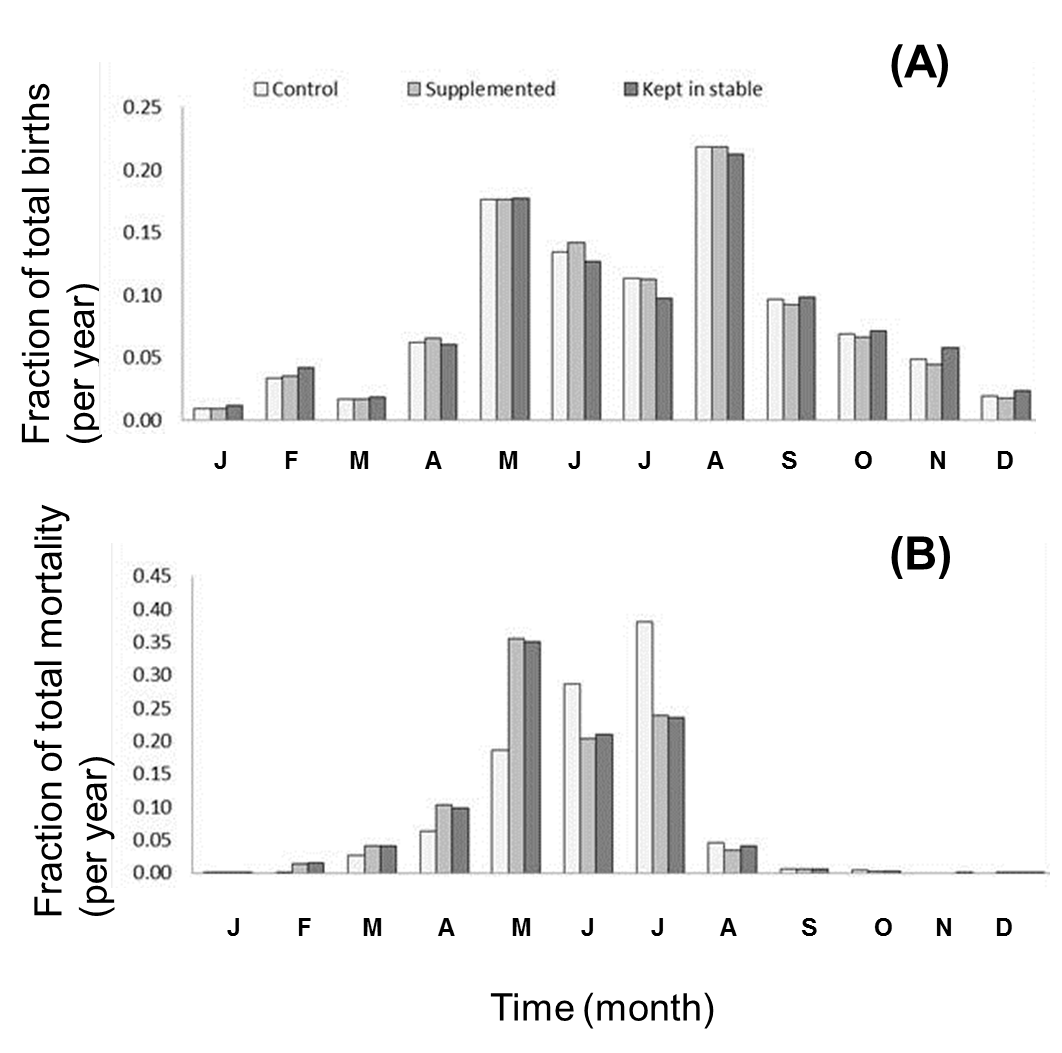 (A)
Control Supplemented Kept in stable
Fraction of total births
(per year)
0.25
0.20
0.15
0.10
0.05
0.00
J F M A M J J A S O N D
(B)
Fraction of total mortality
(per year)
0.45
0.40
0.35
0.30
0.25
0.20
0.15
0.10
0.05
0.00
J F M A M J J A S O N D
Time (month)